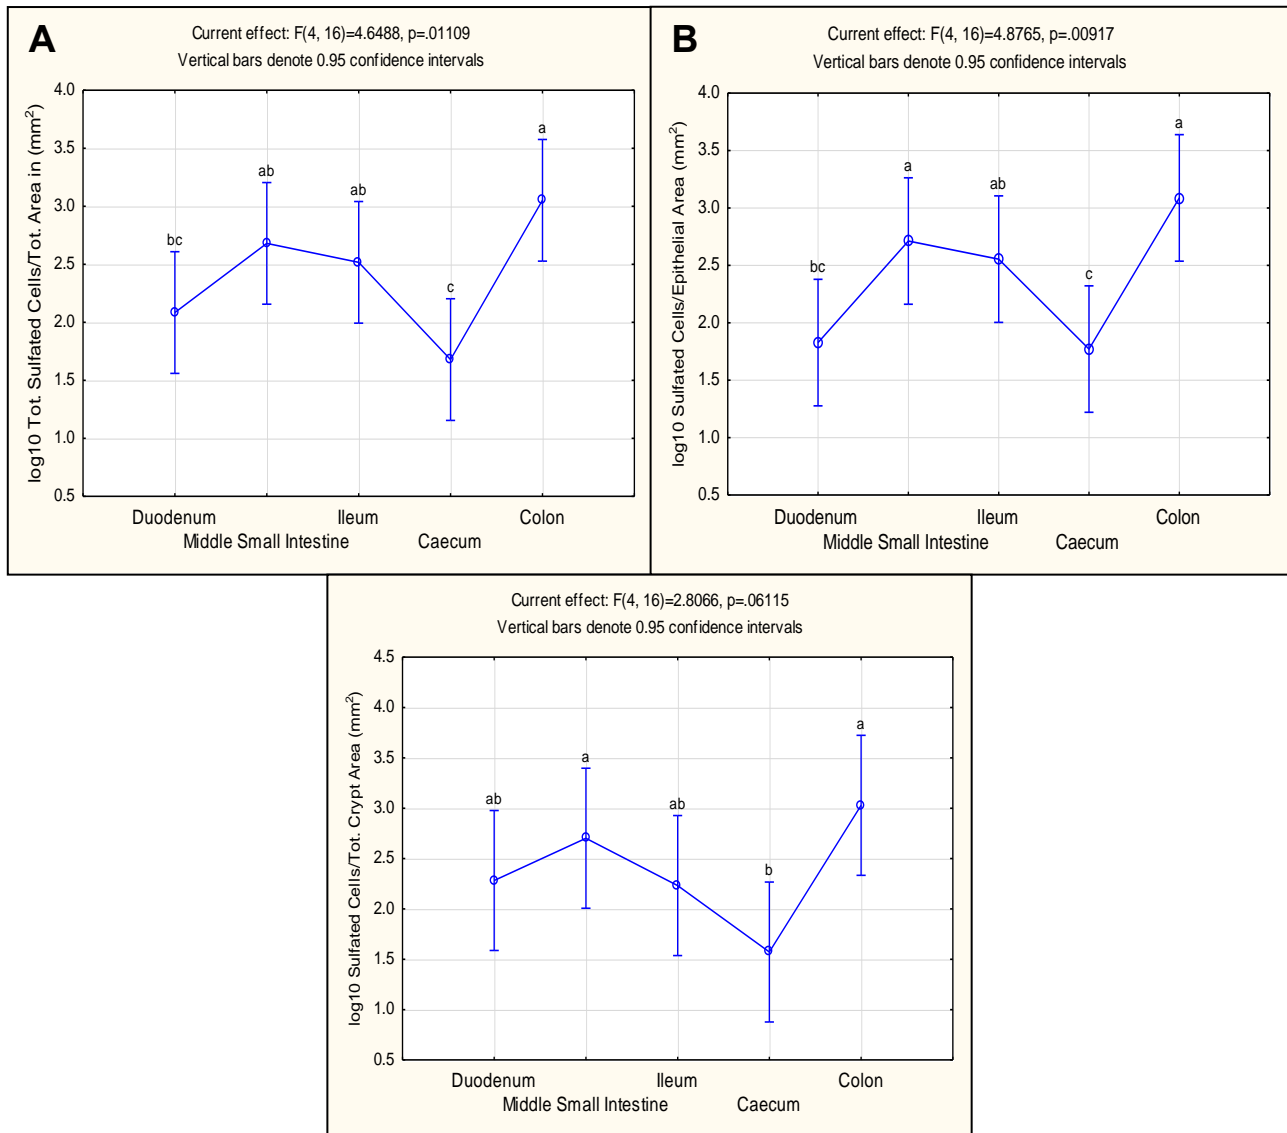 A
Current effect: F(4, 16)=4.6488, p=.01109
Vertical bars denote 0.95 confidence intervals
log10 Tot. Sulfated Cells/Tot. Area in (mm²)
4.0
3.5
3.0
2.5
2.0
1.5
1.0
0.5
bc
ab
ab
c
a
Duodenum Ileum Colon
Middle Small Intestine Caecum
B
Current effect: F(4, 16)=4.8765, p=.00917
Vertical bars denote 0.95 confidence intervals
log10 Sulfated Cells/Epithelial Area (mm²)
4.0
3.5
3.0
2.5
2.0
1.5
1.0
0.5
bc
a
ab
c
a
Duodenum Ileum Colon
Middle Small Intestine Caecum
Current effect: F(4, 16)=2.8066, p=.06115
Vertical bars denote 0.95 confidence intervals
log10 Sulfated Cells/Tot. Crypt Area (mm²)
4.5
4.0
3.5
3.0
2.5
2.0
1.5
1.0
0.5
ab
a
ab
b
a
Duodenum Ileum Colon
Middle Small Intestine Caecum